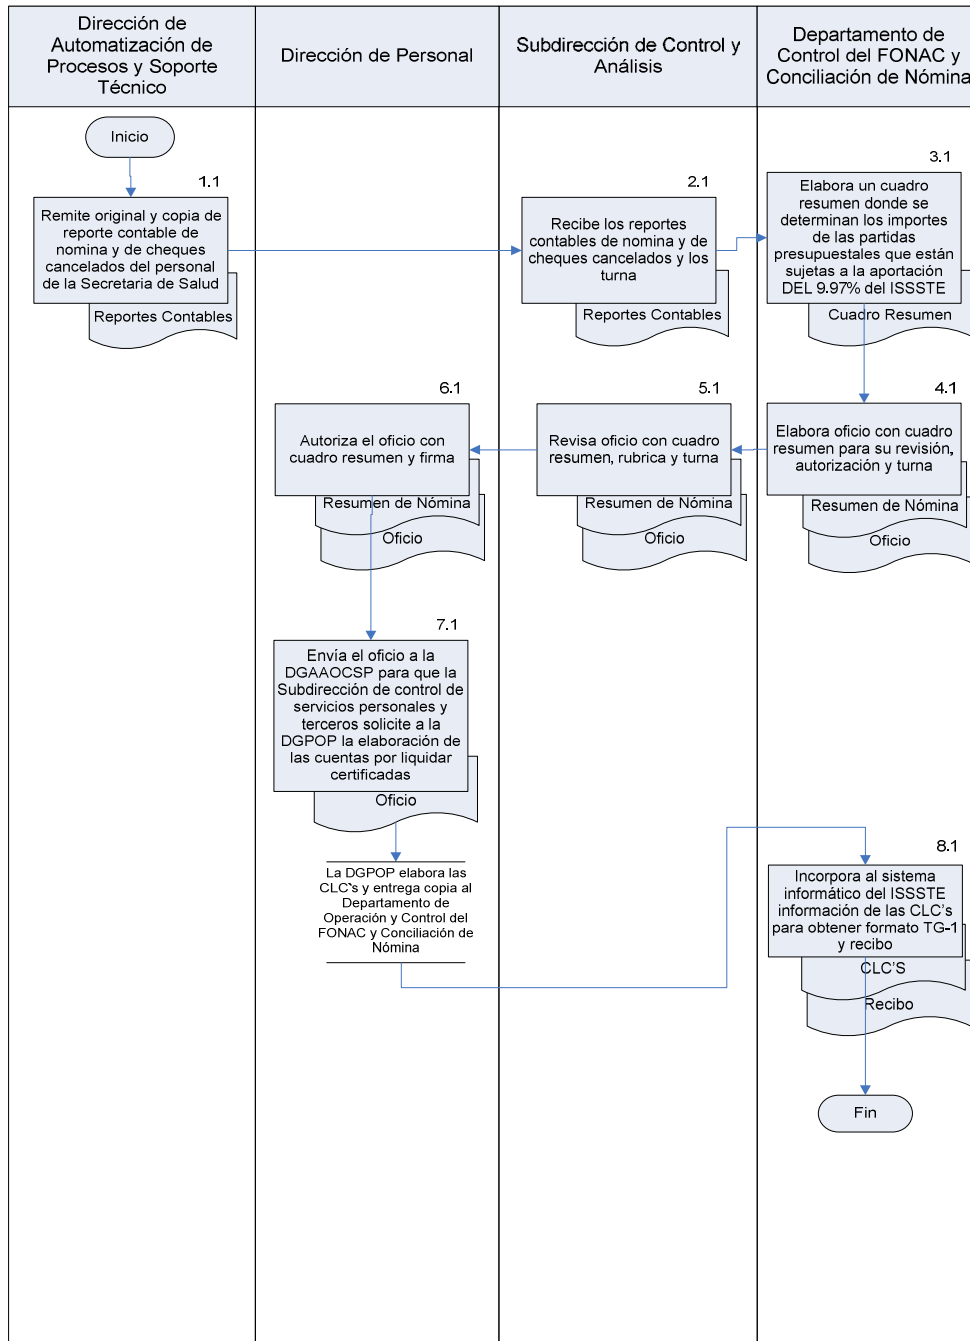 Dirección de
Automatización de
Procesos y Soporte
Técnico
Dirección de Personal
Subdirección de Control y
Análisis
Departamento de
Control del FONAC y
Conciliación de Nómina
Inicio
1.1
Remite original y copia de
reporte contable de
nomina y de cheques
cancelados del personal
de la Secretaria de Salud
Reportes Contables
2.1
Recibe los reportes
contables de nomina y de
cheques cancelados y los
turna
Reportes Contables
3.1
Elabora un cuadro
resumen donde se
determinan los importes
de las partidas
presupuestales que están
sujetas a la aportación
DEL 9.97% del ISSSTE
Cuadro Resumen
4.1
Elabora oficio con cuadro
resumen para su revisión,
autorización y turna
Resumen de Nómina
Oficio
5.1
Revisa oficio con cuadro
resumen, rubrica y turna
Resumen de Nómina
Oficio
6.1
Autoriza el oficio con
cuadro resumen y firma
Resumen de Nómina
Oficio
7.1
Envía el oficio a la
DGAAOCSP para que la
Subdirección de control de
servicios personales y
terceros solicite a la
DGPOP la elaboración de
las cuentas por liquidar
certificadas
Oficio
La DGPOP elabora las
CLC`s y entrega copia al
Departamento de
Operación y Control del
FONAC y Conciliación de
Nómina
8.1
Incorpora al sistema
informático del ISSSTE
información de las CLC's
para obtener formato TG-1
y recibo
CLC'S
Recibo
Fin